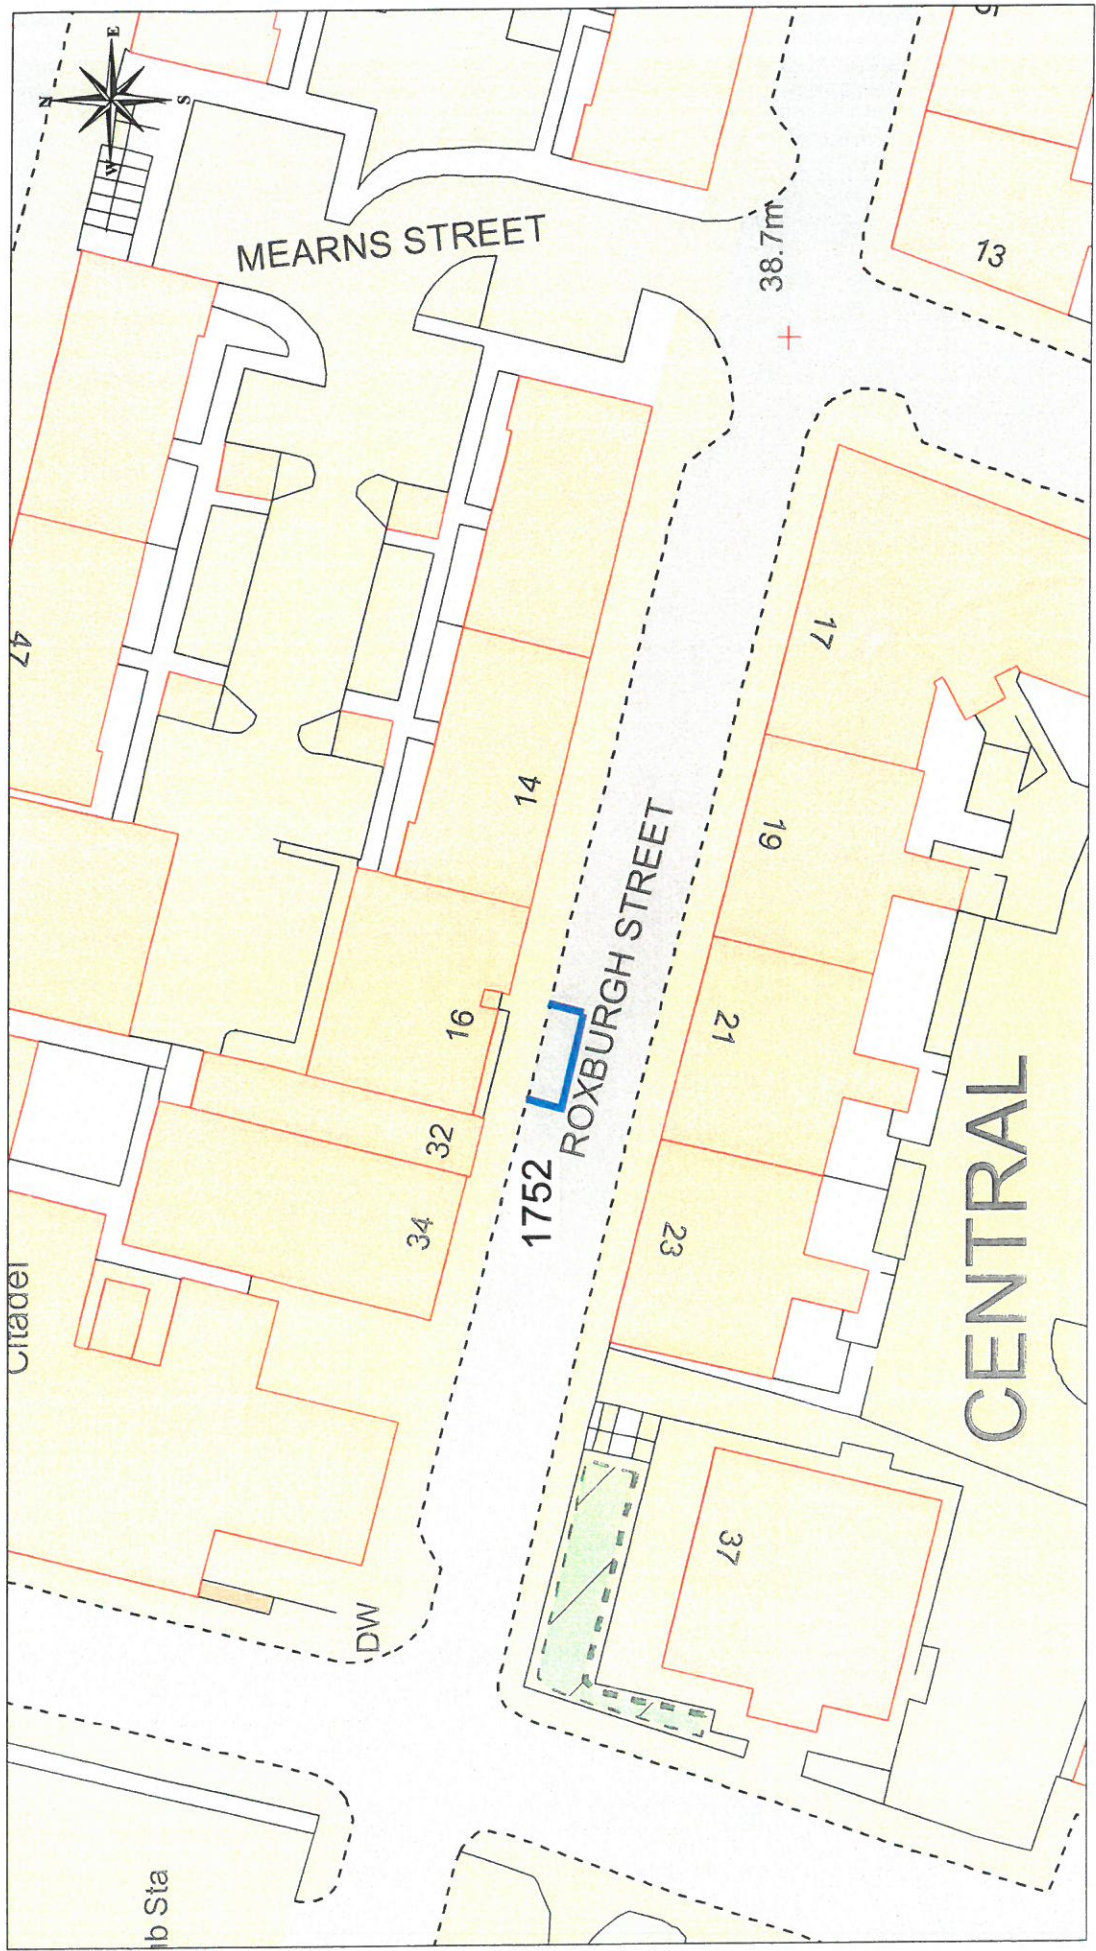 E
N
S
W
MEARNS STREET
38.7m
13
47
17
14
19
ROXBURGH STREET
16
21
32
1752
34
23
CENTRAL
Citadel
37
DW
lb Sta